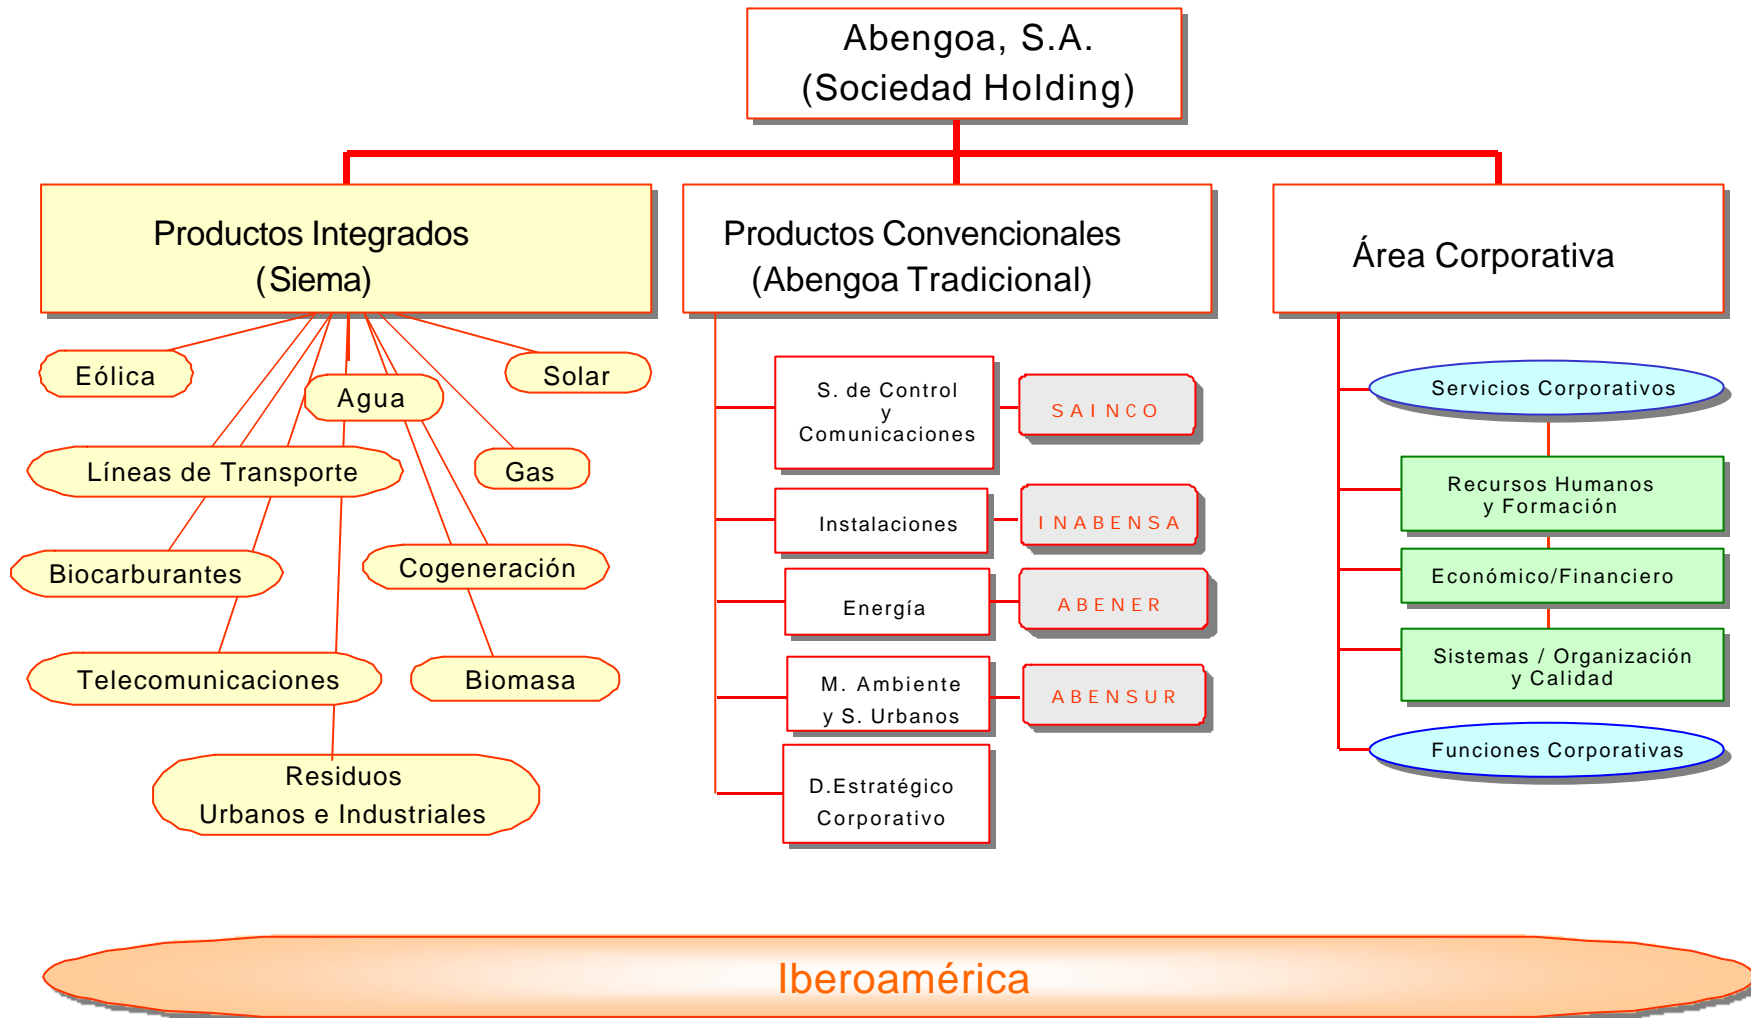 Abengoa, S.A.
(Sociedad Holding)
Productos Integrados
(Siema)
Eólica
Solar
Agua
Líneas de Transporte
Gas
Biocarburantes
Cogeneración
Telecomunicaciones
Biomasa
Residuos
Urbanos e Industriales
Productos Convencionales
(Abengoa Tradicional)
S. de Control
y
Comunicaciones
SAINCO
Instalaciones
INABENSA
Energía
ABENER
M. Ambiente
y S. Urbanos
ABENSUR
D.Estratégico
Corporativo
Área Corporativa
Servicios Corporativos
Recursos Humanos
y Formación
Económico/Financiero
Sistemas / Organización
y Calidad
Funciones Corporativas
Iberoamérica